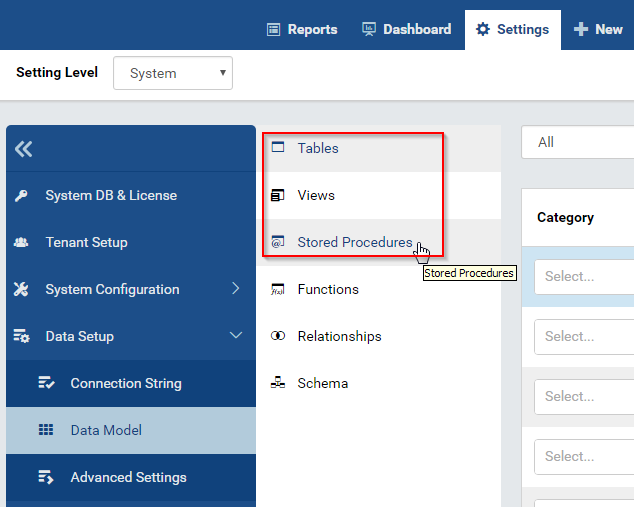 Reports
Dashboard
Settings
New
Setting Level
System
All
Tables
System DB & License
Views
Category
Tenant Setup
Stored Procedures
Stored Procedures
Select...
System Configuration
Functions
Data Setup
Relationships
Select...
Connection String
Schema
Select...
Data Model
Select...
Advanced Settings